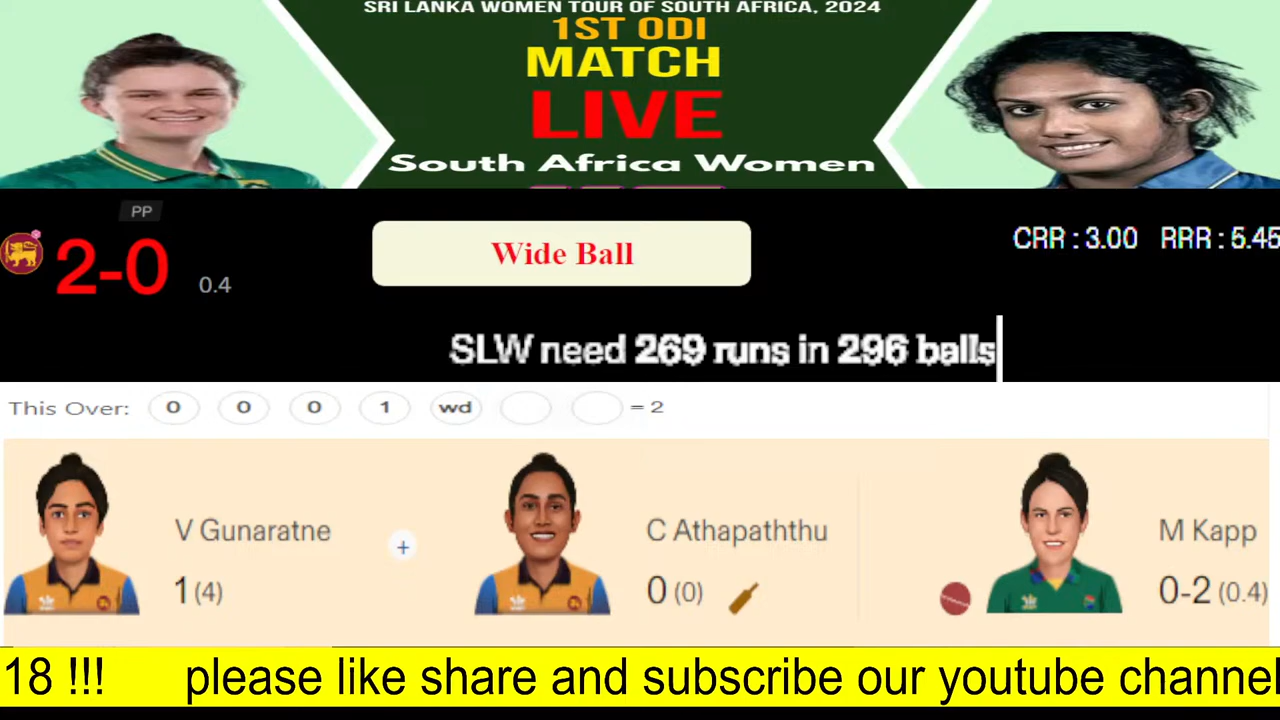 SRI LANKA WOMEN TOUR OF SOUTH AFRICA, 2024
1ST ODI
MATCH
LIVE
South Africa Women
PP
2-0 0.4
Wide Ball
CRR : 3.00 RRR : 5.45
SLW need 269 runs in 296 balls
This Over: 0 0 0 1 wd = 2
V Gunaratne
1 (4)
+
C Athapaththu
0 (0)
M Kapp
0-2 (0.4)
18 !!! please like share and subscribe our youtube channel